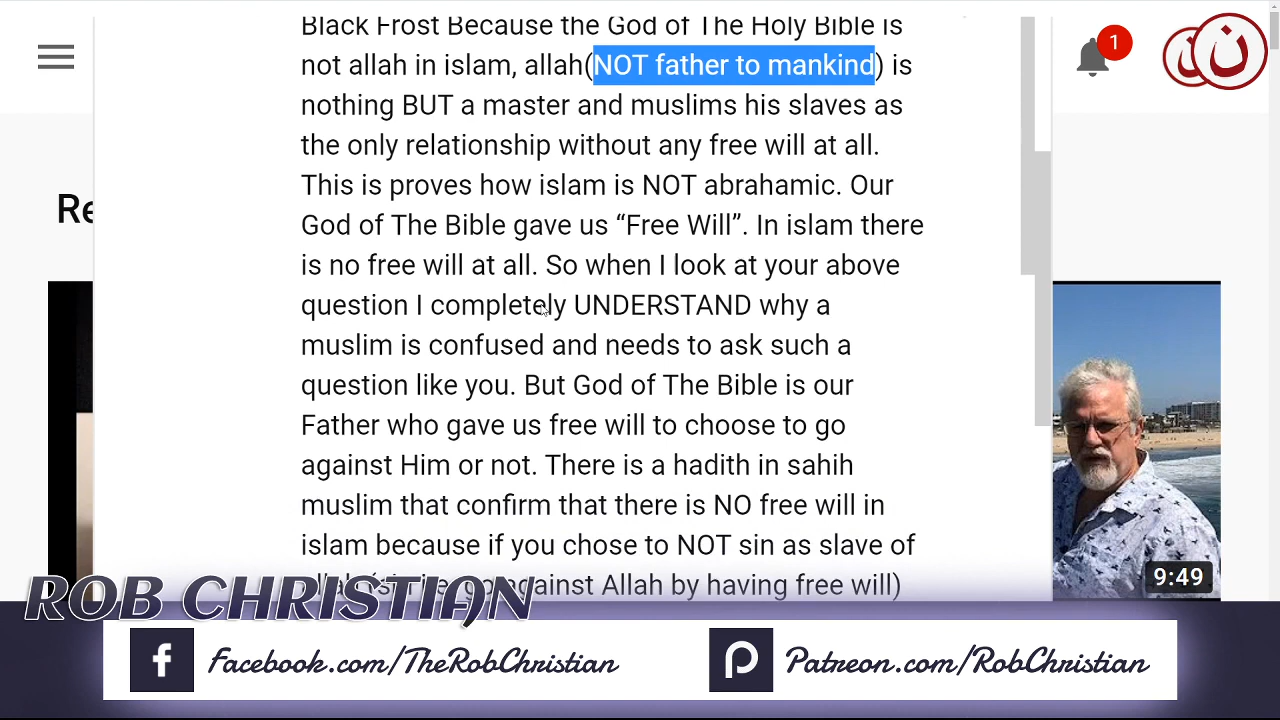 Black Frost Because the God of The Holy Bible is
not allah in islam, allah(NOT father to mankind) is
nothing BUT a master and muslims his slaves as
the only relationship without any free will at all.
This is proves how islam is NOT abrahamic. Our
God of The Bible gave us “Free Will”. In islam there
is no free will at all. So when I look at your above
question I completely UNDERSTAND why a
muslim is confused and needs to ask such a
question like you. But God of The Bible is our
Father who gave us free will to choose to go
against Him or not. There is a hadith in sahih
muslim that confirm that there is NO free will in
islam because if you chose to NOT sin as slave of
against Allah by having free will)
1
ن
ن
Re
9:49
ROB CHRISTIAN
Facebook.com/TheRobChristian
Patreon.com/RobChristian